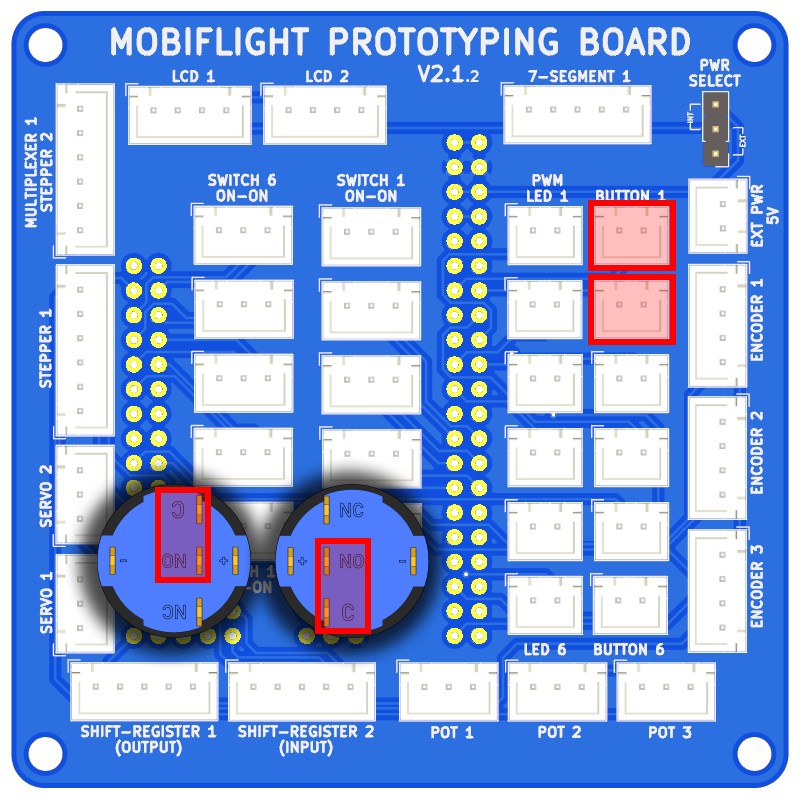 MOBIFLIGHT PROTOTYPING BOARD
V2.1.2
LCD 1
LCD 2
7-SEGMENT 1
PWR
SELECT
INT
EXT
MULTIPLEXER 1
STEPPER 2
SWITCH 6
ON-ON
SWITCH 1
ON-ON
PWM
LED 1
BUTTON 1
EXT PWR
5V
STEPPER 1
ENCODER 1
SERVO 2
ENCODER 2
C
NO
NC
-
+
NC
NO
C
+
-
SERVO 1
ENCODER 3
LED 6
BUTTON 6
SHIFT-REGISTER 1
(OUTPUT)
SHIFT-REGISTER 2
(INPUT)
POT 1
POT 2
POT 3